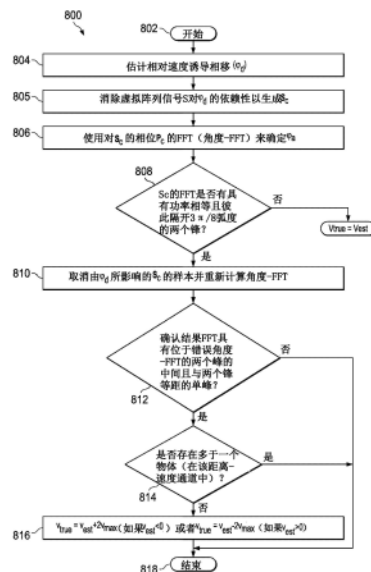 800
802
开始
804
估计相对速度诱导相移(φd)
805
消除虚拟阵列信号S对φd的依赖性以生成Sc
806
使用对Sc的相位Pc的FFT（角度-FFT）来确定φa
808
Sc的FFT是否有具
有功率相等且彼
此隔开3π/8弧度
的两个锋？
否
Vtrue = Vest
是
810
取消由φd所影响的Sc的样本并重新计算角度-FFT
确认结果FFT具
有位于错误角度
-FFT的两个峰的
中间且与两个锋
等距的单峰？
否
812
是
是否存在多于一个
物体（在该距离-
速度通道中）？
是
814
否
816
vtrue = vest+2vmax(如果vest<0) 或者vtrue = vest-2vmax (如果vest>0)
结束
818